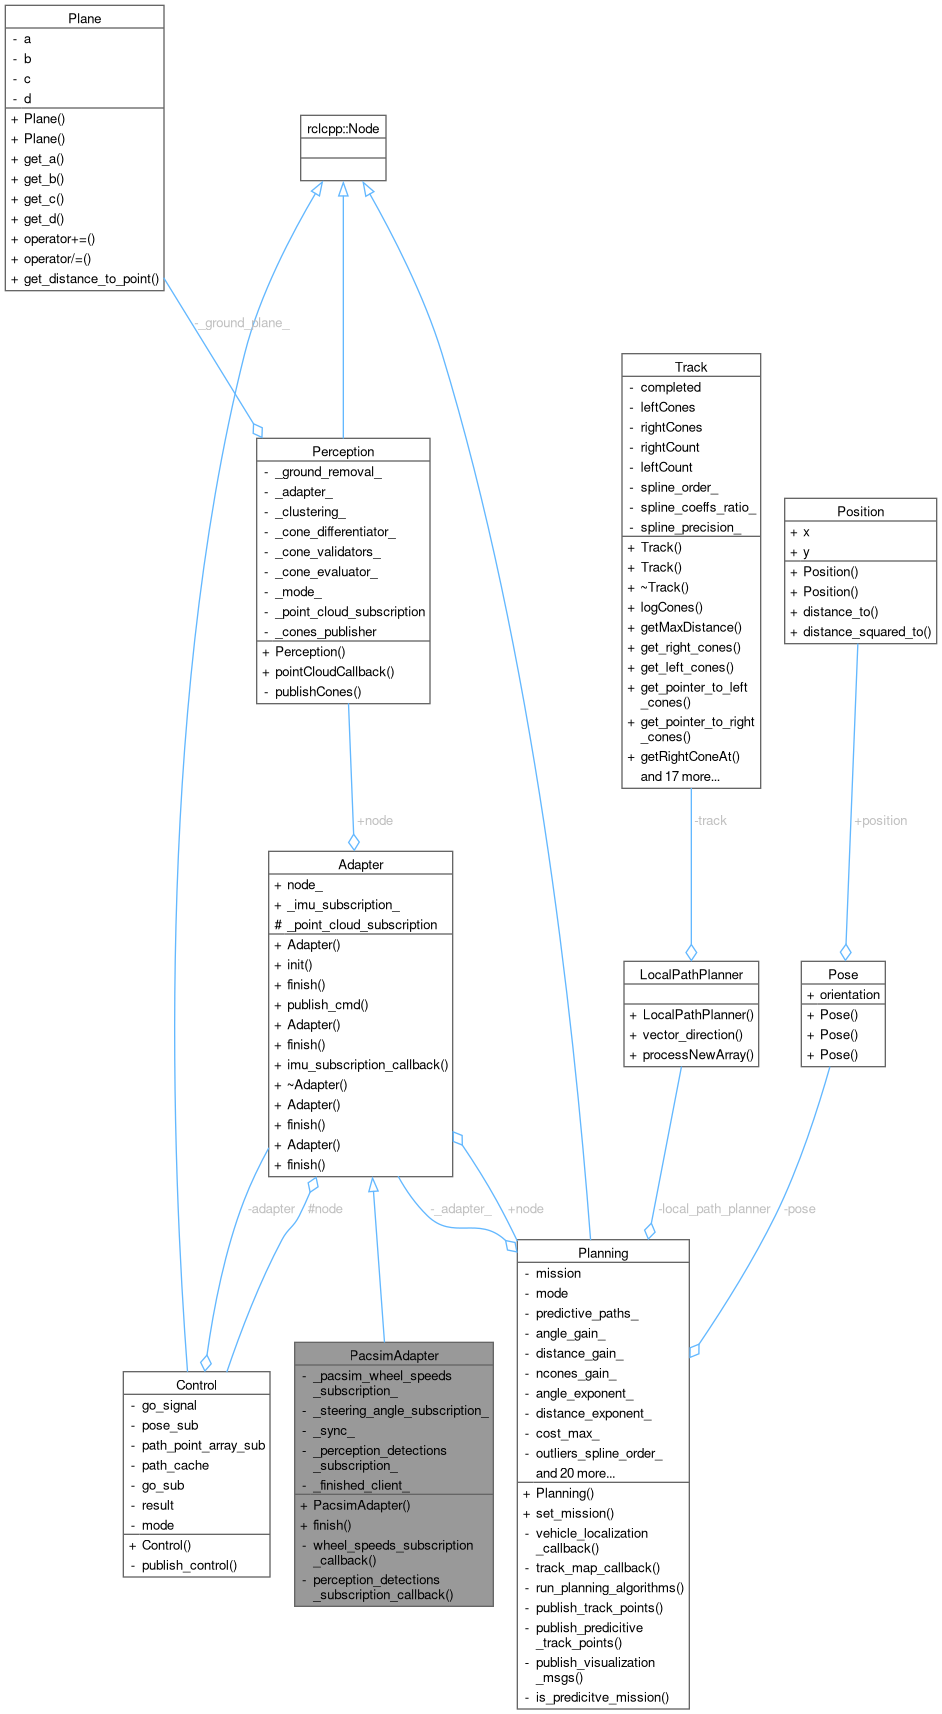 Plane
- a
- b
- c
- d
+ Plane()
+ Plane()
+ get_a()
+ get_b()
+ get_c()
+ get_d()
+ operator+=()
+ operator/=()
+ get_distance_to_point()
rclcpp::Node
-_ground_plane_
Perception
- _ground_removal_
- _adapter_
- _clustering_
- _cone_differentiator_
- _cone_validators_
- _cone_evaluator_
- _mode_
- _point_cloud_subscription
- _cones_publisher
+ Perception()
+ pointCloudCallback()
- publishCones()
Track
- completed
- leftCones
- rightCones
- rightCount
- leftCount
- spline_order_
- spline_coeffs_ratio_
- spline_precision_
+ Track()
+ Track()
+ ~Track()
+ logCones()
+ getMaxDistance()
+ get_right_cones()
+ get_left_cones()
+ get_pointer_to_left
_cones()
+ get_pointer_to_right
_cones()
+ getRightConeAt()
and 17 more...
Position
+ x
+ y
+ Position()
+ Position()
+ distance_to()
+ distance_squared_to()
+node
-track
+position
Adapter
+ node_
+ _imu_subscription_
# _point_cloud_subscription
+ Adapter()
+ init()
+ finish()
+ publish_cmd()
+ Adapter()
+ finish()
+ imu_subscription_callback()
+ ~Adapter()
+ Adapter()
+ finish()
+ Adapter()
+ finish()
LocalPathPlanner
+ LocalPathPlanner()
+ vector_direction()
+ processNewArray()
Pose
+ orientation
+ Pose()
+ Pose()
+ Pose()
-adapter
#node
-_adapter_
+node
-local_path_planner
-pose
Control
- go_signal
- pose_sub
- path_point_array_sub
- path_cache
- go_sub
- result
- mode
+ Control()
- publish_control()
PacsimAdapter
- _pacsim_wheel_speeds
_subscription_
- _steering_angle_subscription_
- _sync_
- _perception_detections
_subscription_
- _finished_client_
+ PacsimAdapter()
+ finish()
- wheel_speeds_subscription
_callback()
- perception_detections
_subscription_callback()
Planning
- mission
- mode
- predictive_paths_
- angle_gain_
- distance_gain_
- ncones_gain_
- angle_exponent_
- distance_exponent_
- cost_max_
- outliers_spline_order_
and 20 more...
+ Planning()
+ set_mission()
- vehicle_localization
_callback()
- track_map_callback()
- run_planning_algorithms()
- publish_track_points()
- publish_predicitive
_track_points()
- publish_visualization
_msgs()
- is_predicitve_mission()